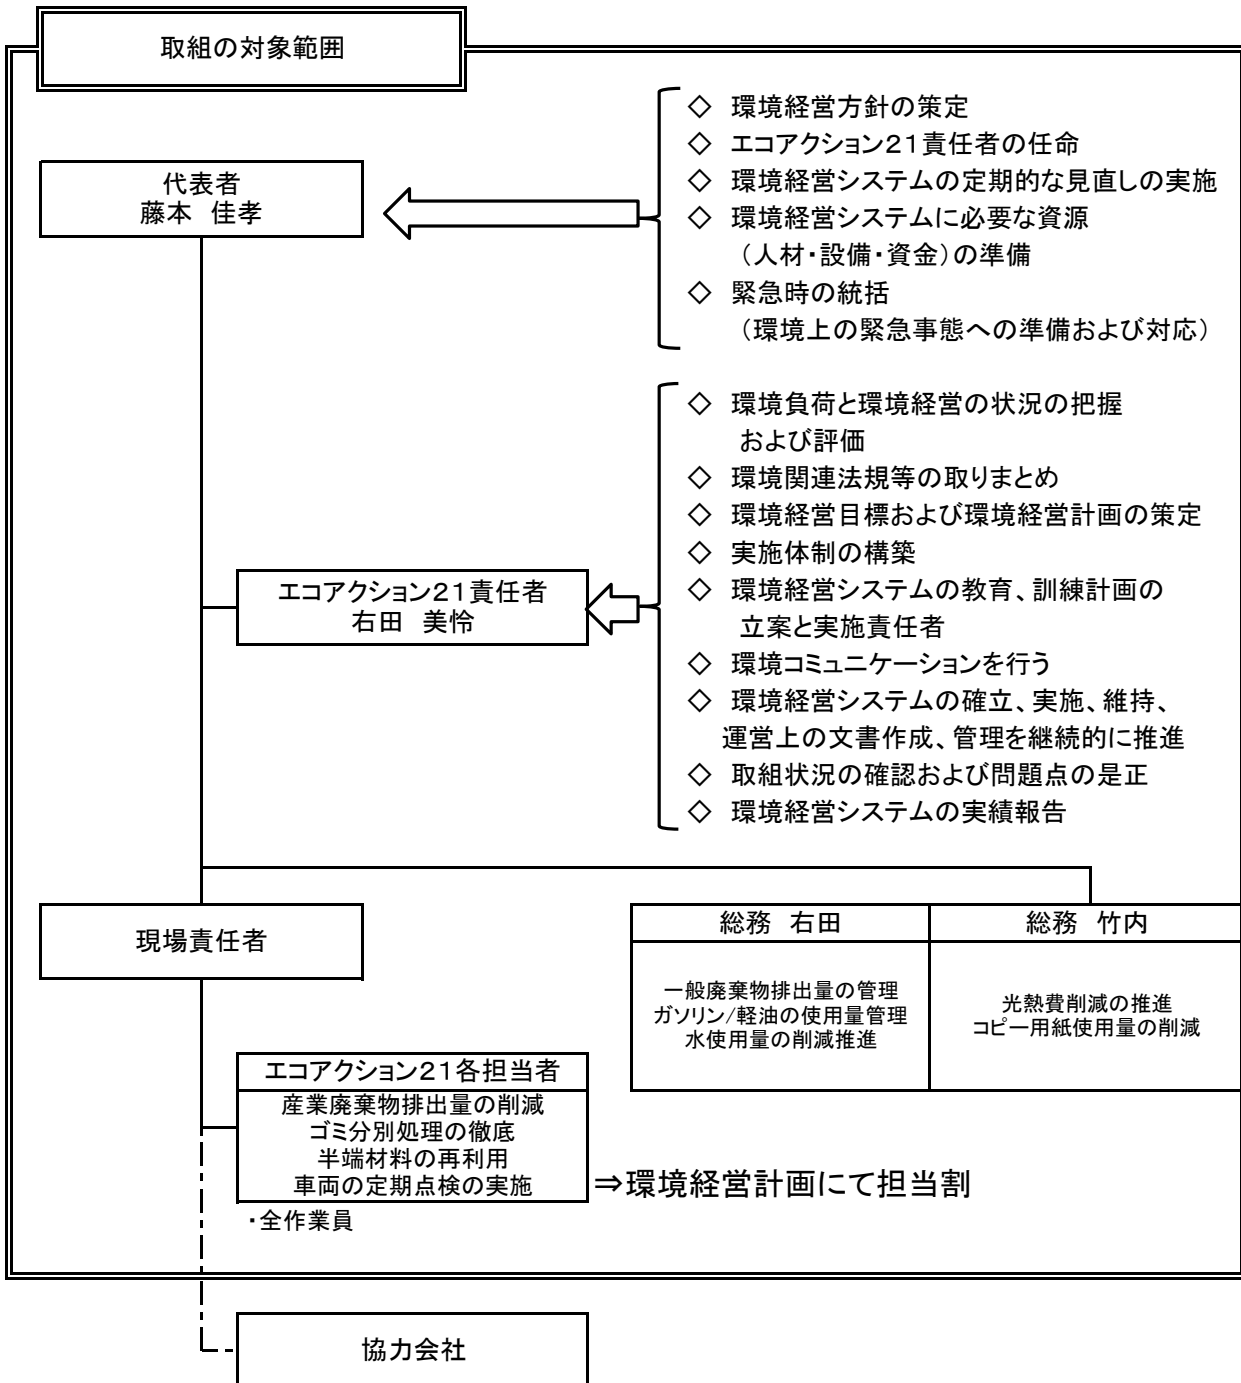 取組の対象範囲
代表者
藤本　佳孝
◇　環境経営方針の策定
◇　エコアクション２１責任者の任命
◇　環境経営システムの定期的な見直しの実施
◇　環境経営システムに必要な資源
（人材・設備・資金）の準備
◇　緊急時の統括
（環境上の緊急事態への準備および対応）
エコアクション２１責任者
右田　美怜
◇　環境負荷と環境経営の状況の把握
および評価
◇　環境関連法規等の取りまとめ
◇　環境経営目標および環境経営計画の策定
◇　実施体制の構築
◇　環境経営システムの教育、訓練計画の
立案と実施責任者
◇　環境コミュニケーションを行う
◇　環境経営システムの確立、実施、維持、
運営上の文書作成、管理を継続的に推進
◇　取組状況の確認および問題点の是正
◇　環境経営システムの実績報告
現場責任者
総務　右田
一般廃棄物排出量の管理
ガソリン/軽油の使用量管理
水使用量の削減推進
総務　竹内
光熱費削減の推進
コピー用紙使用量の削減
エコアクション２１各担当者
産業廃棄物排出量の削減
ゴミ分別処理の徹底
半端材料の再利用
車両の定期点検の実施
⇒環境経営計画にて担当割
・全作業員
協力会社